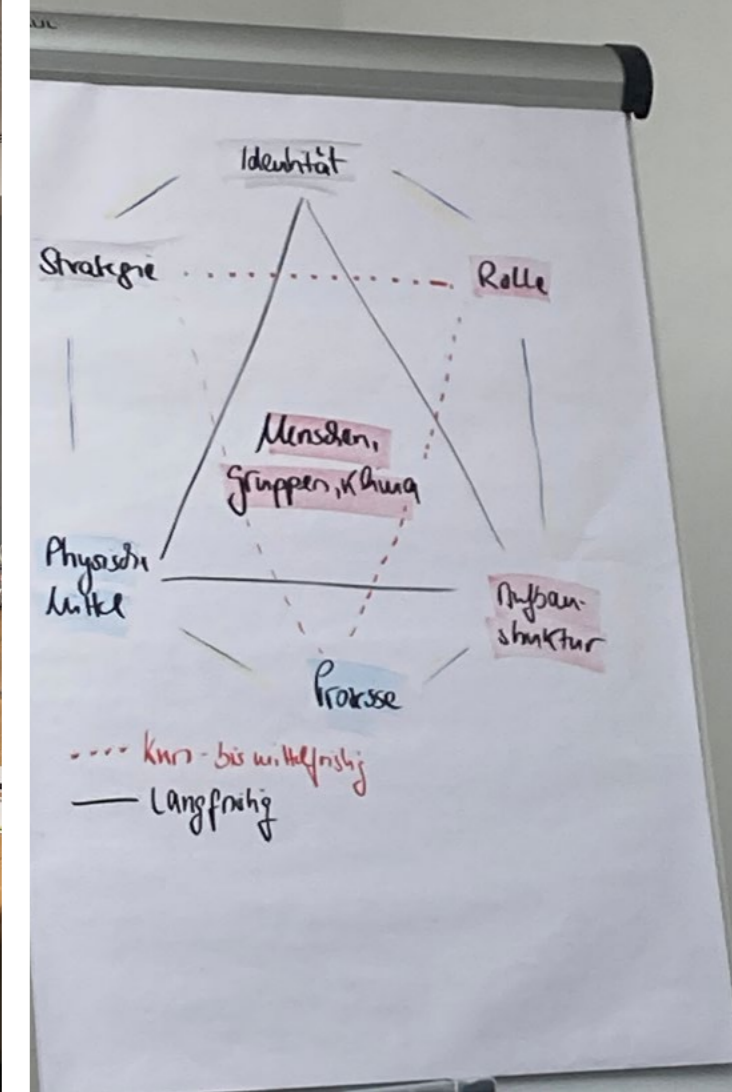 Identität
Strategie
Rolle
Menschen,
Gruppen, Klima
Physische
Mittel
Aufbau-
struktur
Prozesse
Kurz- bis mittelfristig
Langfristig